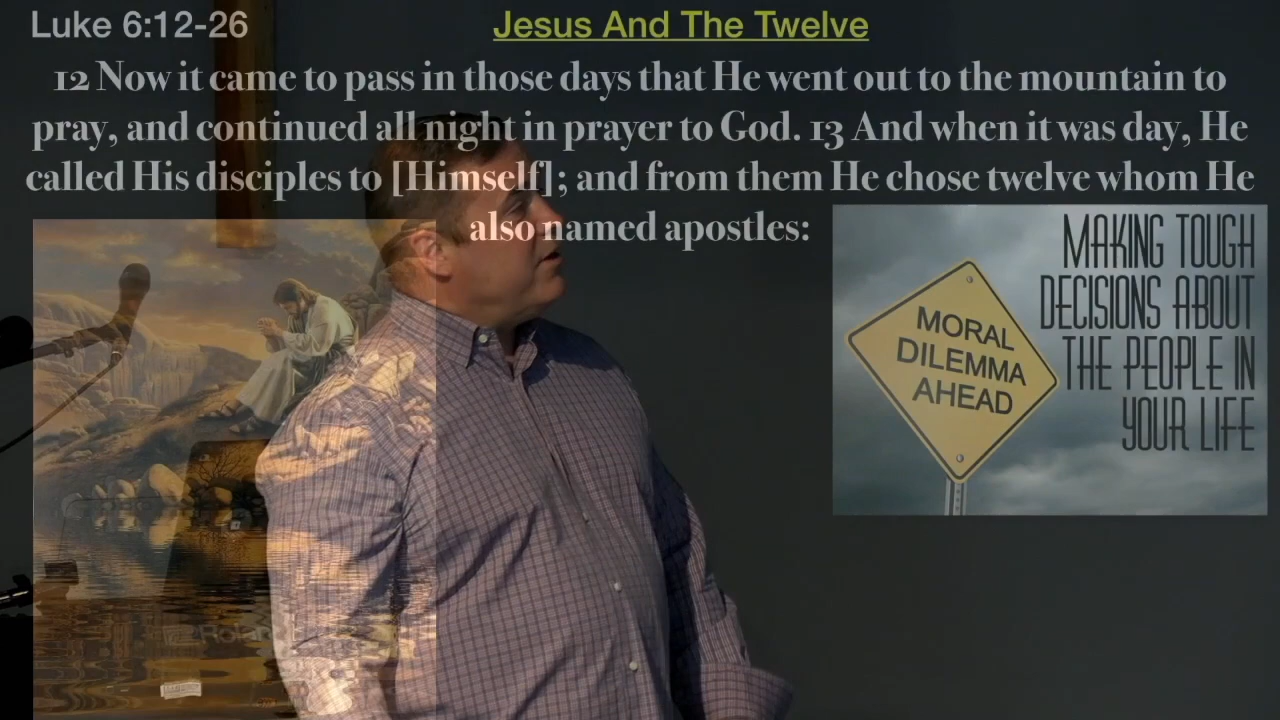 Luke 6:12-26
Jesus And The Twelve
12 Now it came to pass in those days that He went out to the mountain to
pray, and continued all night in prayer to God. 13 And when it was day, He
called His disciples to [Himself]; and from them He chose twelve whom He
also named apostles:
MAKING TOUGH
DECISIONS ABOUT
THE PEOPLE IN
YOUR LIFE
MORAL
DILEMMA
AHEAD